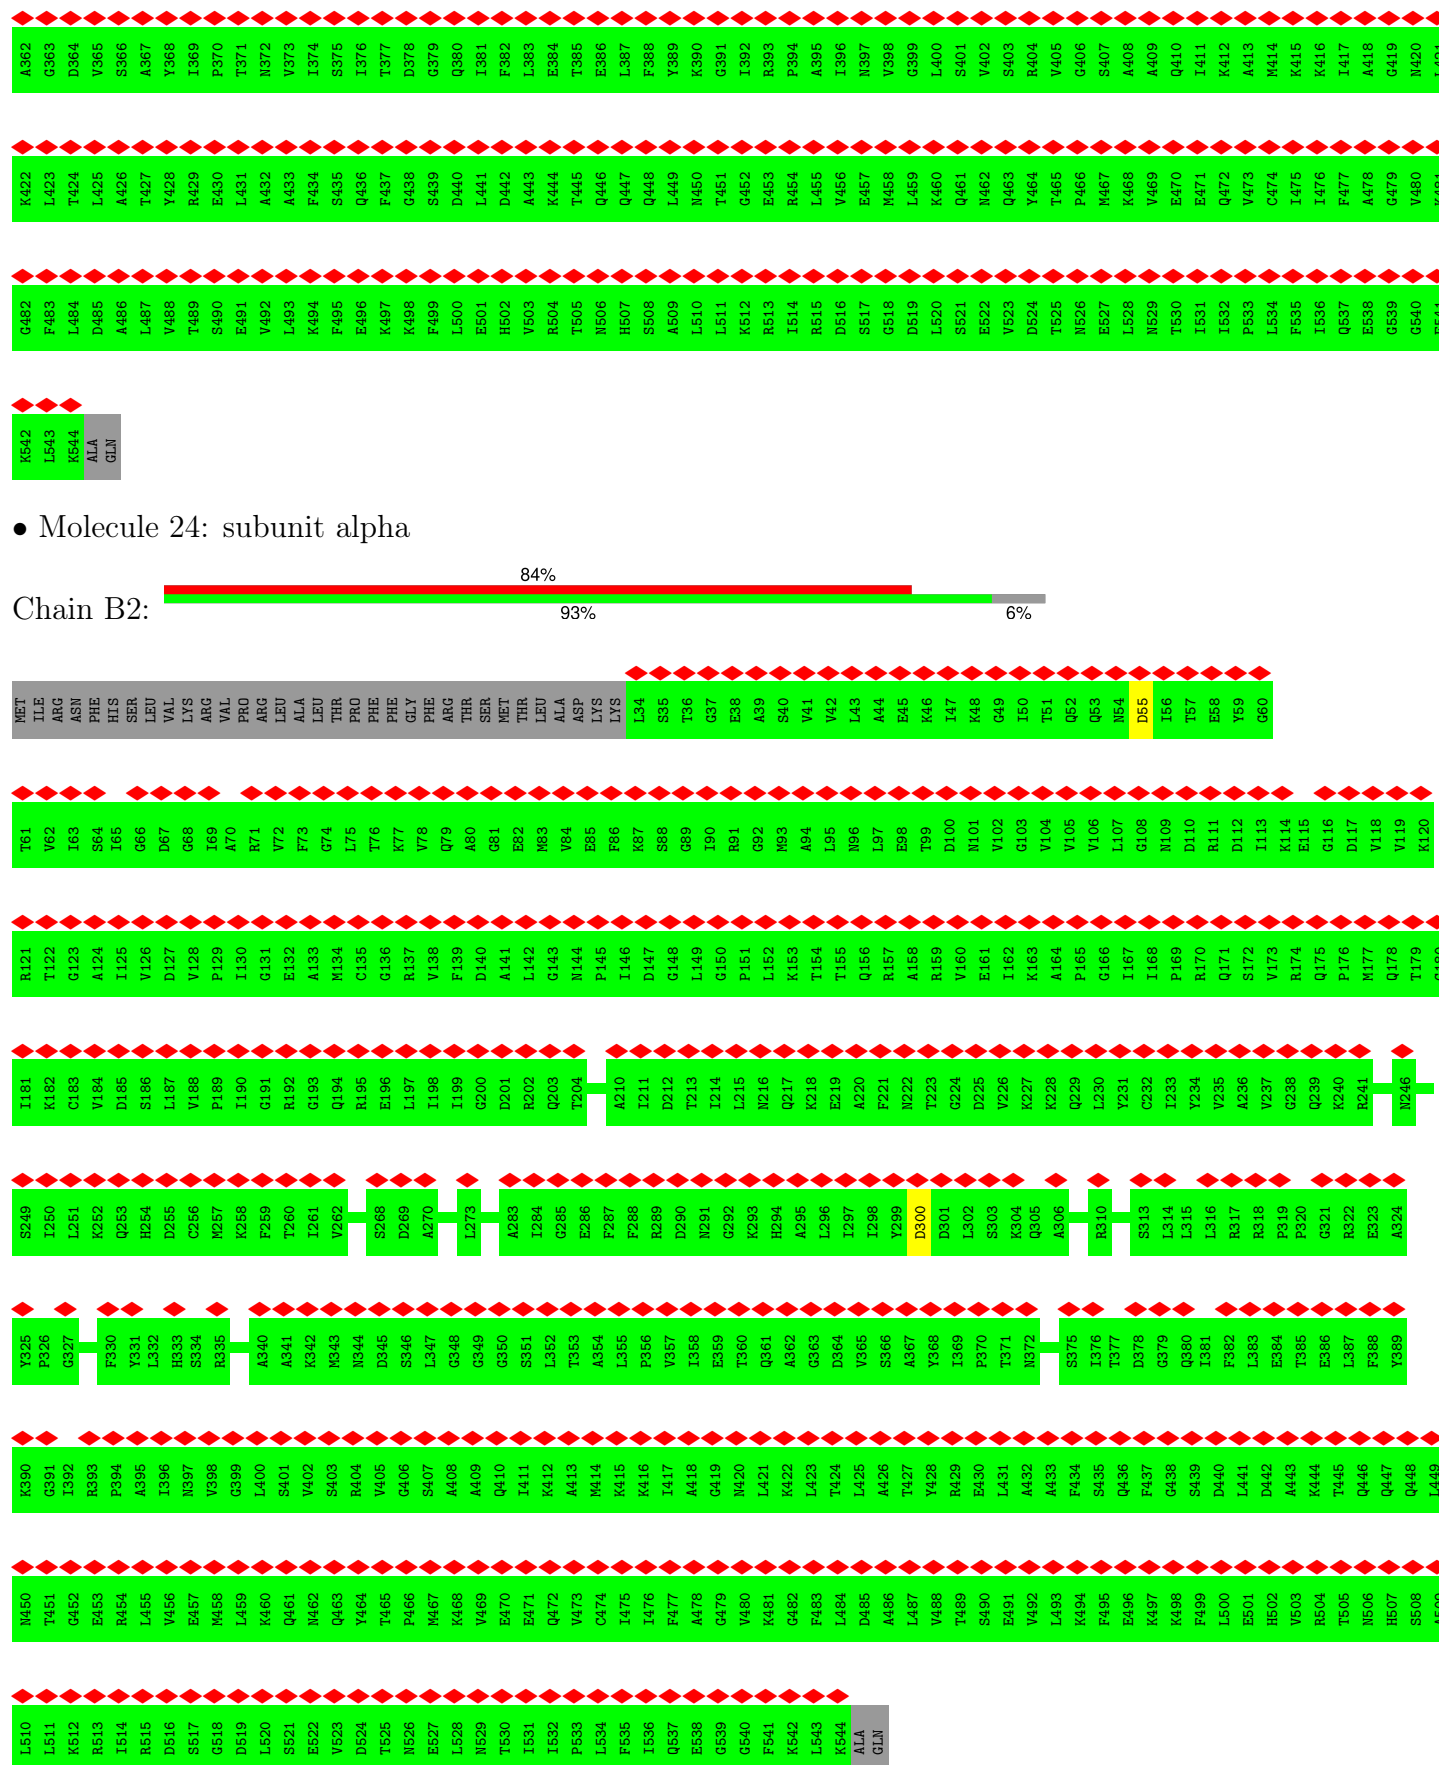 A362 G363 D364 V365 S366 A367 Y368 I369 P370 T371 N372 V373 I374 S375 I376 T377 D378 G379 Q380 I381 F382 L383 E384 T385 E386 L387 F388 Y389 K390 G391 I392 R393 P394 A395 I396 N397 V398 G399 L400 S401 V402 S403 R404 V405 G406 S407 A408 A409 Q410 I411 K412 A413 M414 K415 K416 I417 A418 G419 N420 L421
K422 L423 T424 L425 A426 T427 Y428 R429 E430 L431 A432 A433 F434 S435 Q436 F437 G438 S439 D440 L441 D442 A443 K444 T445 Q446 Q447 Q448 L449 N450 T451 G452 E453 R454 L455 V456 E457 M458 L459 K460 Q461 N462 Q463 Y464 T465 P466 M467 K468 V469 E470 E471 Q472 V473 C474 I475 I476 F477 A478 G479 V480 K481
G482 F483 L484 D485 A486 L487 V488 T489 S490 E491 V492 L493 K494 F495 E496 K497 K498 F499 L500 E501 H502 V503 R504 T505 N506 H507 S508 A509 L510 L511 K512 R513 I514 R515 D516 S517 G518 D519 L520 S521 E522 V523 D524 T525 N526 E527 L528 N529 T530 I531 I532 P533 L534 F535 I536 Q537 E538 G539 G540 F541
K542 L543 K544 ALA GLN
• Molecule 24: subunit alpha
84%
Chain B2:
93% 6%
MET ILE ARG ASN PHE HIS SER LEU VAL LYS ARG VAL PRO ARG LEU ALA LEU THR PRO PHE PHE GLY PHE ARG THR SER MET THR LEU ALA ASP LYS LYS L34 S35 T36 G37 E38 A39 S40 V41 V42 L43 A44 E45 K46 I47 K48 G49 I50 T51 Q52 Q53 N54 D55 I56 T57 E58 Y59 G60
T61 V62 I63 S64 I65 G66 D67 G68 I69 A70 R71 V72 F73 G74 L75 T76 K77 V78 Q79 A80 G81 E82 M83 V84 E85 F86 K87 S88 G89 I90 R91 G92 M93 A94 L95 N96 L97 E98 T99 D100 N101 V102 G103 V104 V105 V106 L107 G108 N109 D110 R111 D112 I113 K114 E115 G116 D117 V118 V119 K120
R121 T122 G123 A124 I125 V126 D127 V128 P129 I130 G131 E132 A133 M134 C135 G136 R137 V138 F139 D140 A141 L142 G143 N144 P145 I146 D147 G148 L149 G150 P151 L152 K153 T154 T155 Q156 R157 A158 R159 V160 E161 I162 K163 A164 P165 G166 I167 I168 P169 R170 Q171 S172 V173 R174 Q175 P176 M177 Q178 T179 G180
I181 K182 C183 V184 D185 S186 L187 V188 P189 I190 G191 R192 G193 Q194 R195 E196 L197 I198 I199 G200 D201 R202 Q203 T204 A210 I211 D212 T213 I214 L215 N216 Q217 K218 E219 A220 F221 N222 T223 G224 D225 V226 K227 K228 Q229 L230 Y231 C232 I233 Y234 V235 A236 V237 G238 Q239 K240 R241 N246
S249 I250 L251 K252 Q253 H254 D255 C256 M257 K258 F259 T260 I261 V262 S268 D269 A270 L273 A283 I284 G285 E286 F287 F288 R289 D290 N291 G292 K293 H294 A295 L296 I297 I298 Y299 D300 D301 L302 S303 K304 Q305 A306 R310 S313 L314 L315 L316 R317 R318 P319 P320 G321 R322 E323 A324
Y325 P326 G327 F330 Y331 L332 H333 S334 R335 A340 A341 K342 M343 N344 D345 S346 L347 G348 G349 G350 S351 L352 T353 A354 L355 P356 V357 I358 E359 T360 Q361 A362 G363 D364 V365 S366 A367 Y368 I369 P370 T371 N372 S375 I376 T377 D378 G379 Q380 I381 F382 L383 E384 T385 E386 L387 F388 Y389
K390 G391 I392 R393 P394 A395 I396 N397 V398 G399 L400 S401 V402 S403 R404 V405 G406 S407 A408 A409 Q410 I411 K412 A413 M414 K415 K416 I417 A418 G419 N420 L421 K422 L423 T424 L425 A426 T427 Y428 R429 E430 L431 A432 A433 F434 S435 Q436 F437 G438 S439 D440 L441 D442 A443 K444 T445 Q446 Q447 Q448 L449
N450 T451 G452 E453 R454 L455 V456 E457 M458 L459 K460 Q461 N462 Q463 Y464 T465 P466 M467 K468 V469 E470 E471 Q472 V473 C474 I475 I476 F477 A478 G479 V480 K481 G482 F483 L484 D485 A486 L487 V488 T489 S490 E491 V492 L493 K494 F495 E496 K497 K498 F499 L500 E501 H502 V503 R504 T505 N506 H507 S508 A509
L510 L511 K512 R513 I514 R515 D516 S517 G518 D519 L520 S521 E522 V523 D524 T525 N526 E527 L528 N529 T530 I531 I532 P533 L534 F535 I536 Q537 E538 G539 G540 F541 K542 L543 K544 ALA GLN